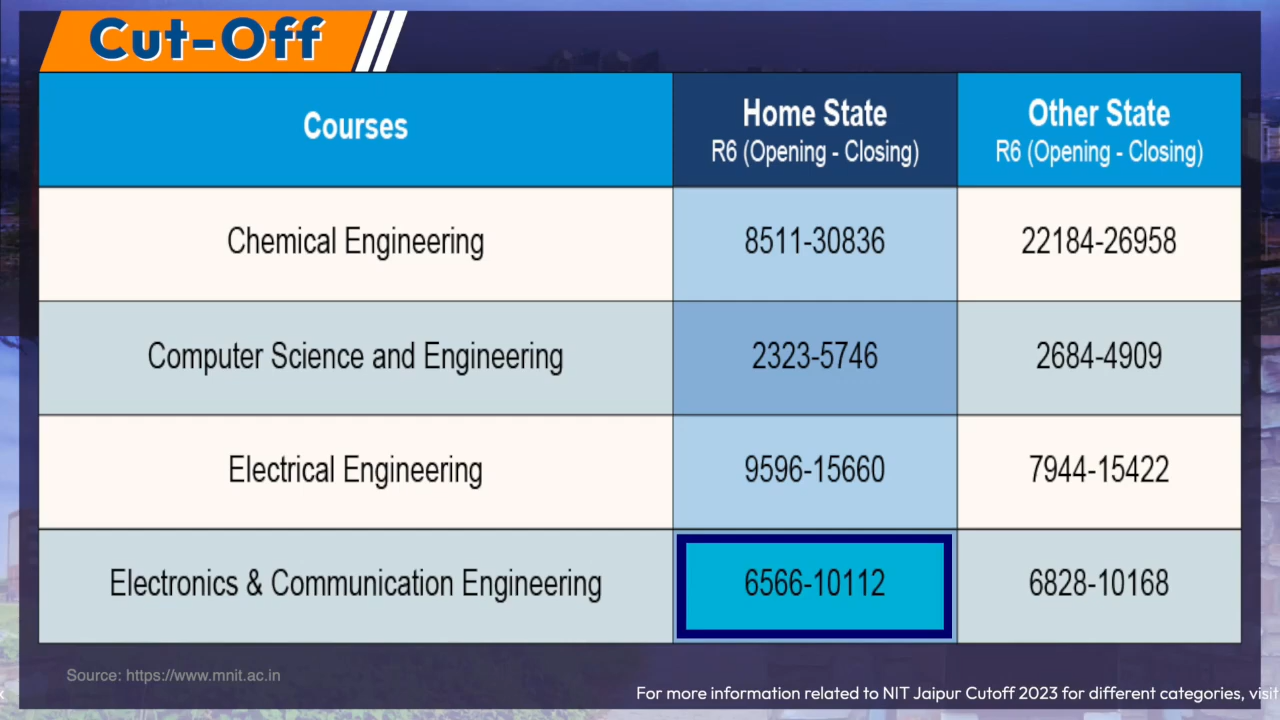 Cut-Off
Courses
Home State
R6 (Opening - Closing)
Other State
R6 (Opening - Closing)
Chemical Engineering
8511-30836
22184-26958
Computer Science and Engineering
2323-5746
2684-4909
Electrical Engineering
9596-15660
7944-15422
Electronics & Communication Engineering
6566-10112
6828-10168
Source: https://www.mnit.ac.in
For more information related to NIT Jaipur Cutoff 2023 for different categories, visit